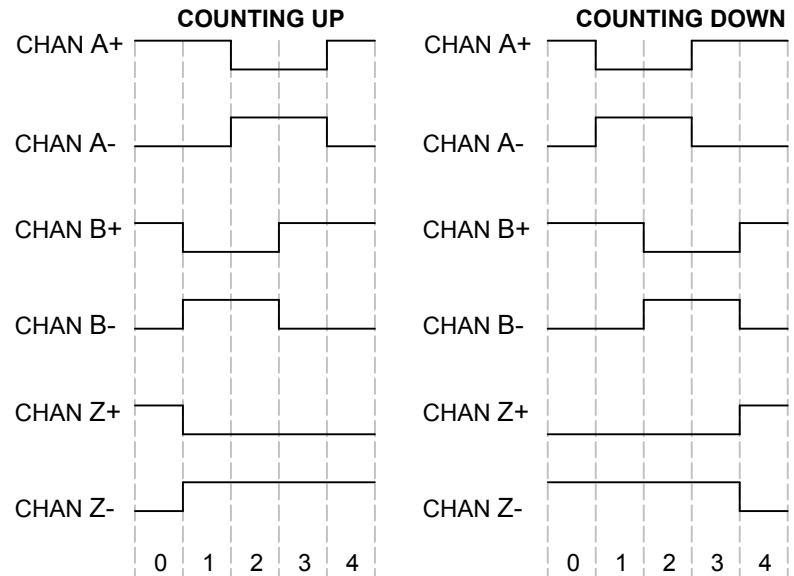 COUNTING UP
CHAN A+
CHAN A-
CHAN B+
CHAN B-
CHAN Z+
CHAN Z-
0 1 2 3 4
COUNTING DOWN
CHAN A+
CHAN A-
CHAN B+
CHAN B-
CHAN Z+
CHAN Z-
0 1 2 3 4